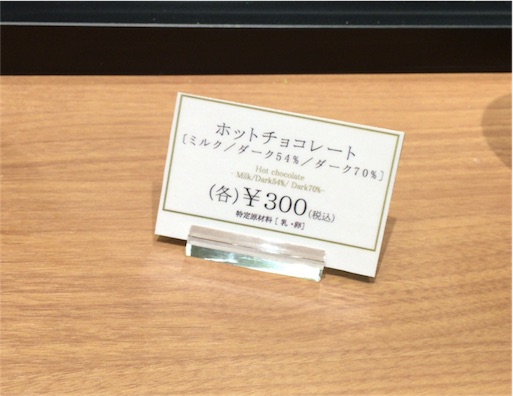 ホットチョコレート
[ミルク／ダーク54%／ダーク70%]
Hot chocolate
- Milk/Dark54%/ Dark70%-
(各)¥300(税込)
特定原材料 [ 乳・卵]